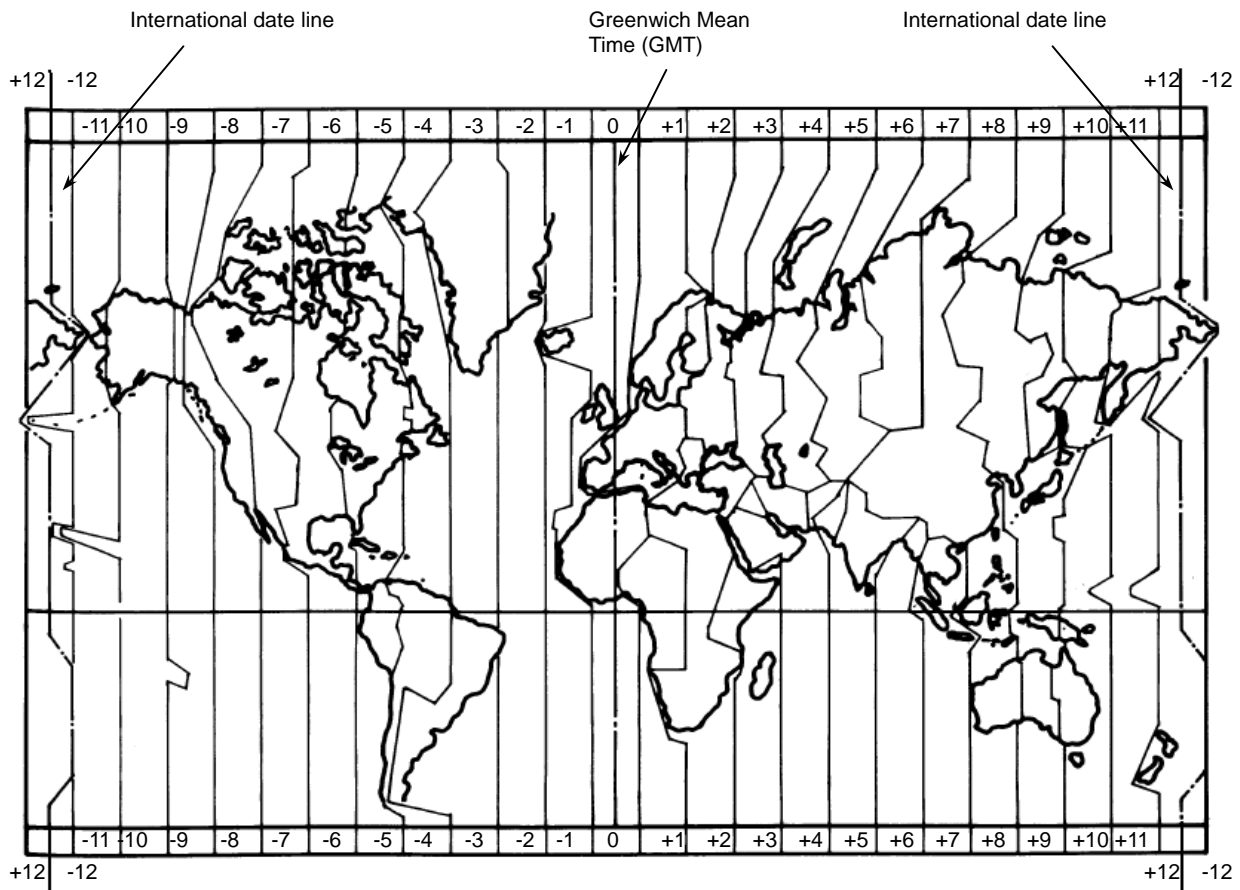 International date line
Greenwich Mean
Time (GMT)
International date line
+12 -12 +12 -12
-11 -10 -9 -8 -7 -6 -5 -4 -3 -2 -1 0 +1 +2 +3 +4 +5 +6 +7 +8 +9 +10 +11
-11 -10 -9 -8 -7 -6 -5 -4 -3 -2 -1 0 +1 +2 +3 +4 +5 +6 +7 +8 +9 +10 +11
+12 -12 +12 -12